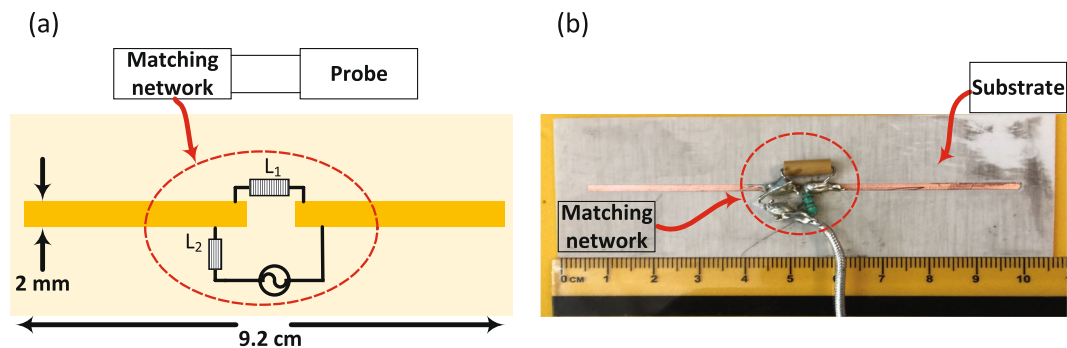 (a)
Matching
network
Probe
L1
L2
2 mm
9.2 cm
(b)
Substrate
Matching
network
0 CM 1 2 3 4 5 6 7 8 9 10